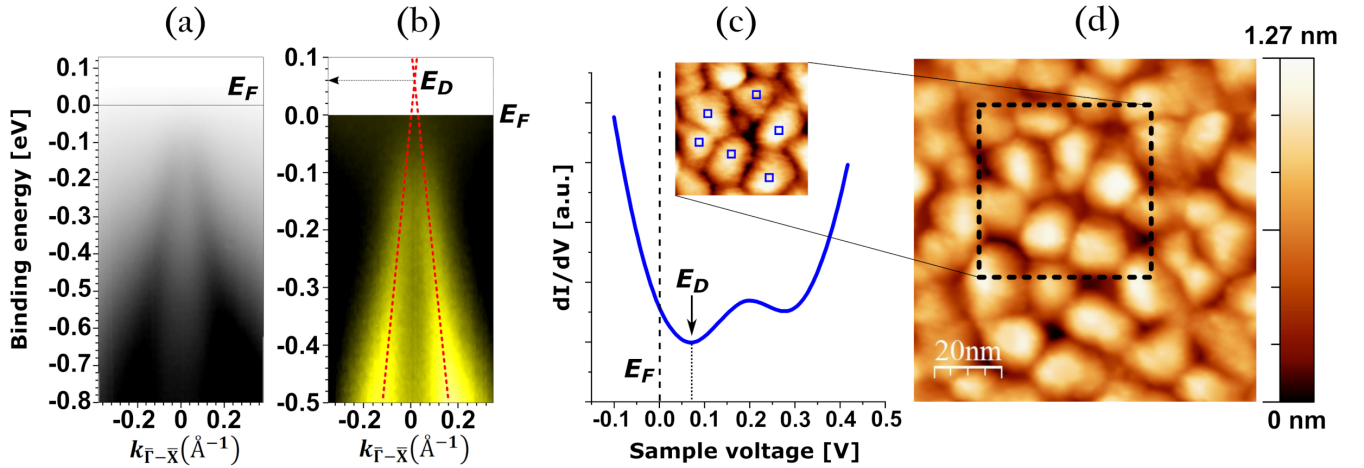 (a)
(b)
(c)
(d)
0.1
0.0
-0.1
-0.2
-0.3
-0.4
-0.5
-0.6
-0.7
-0.8
Binding energy [eV]
E_F
0.2
0
0.2
k_Γ̄−X̄(Å⁻¹)
0.1
0.0
-0.1
-0.2
-0.3
-0.4
-0.5
E_D
E_F
0.2
0
0.2
k_Γ̄−X̄(Å⁻¹)
dI/dV [a.u.]
E_D
E_F
-0.1
0.0
0.1
0.2
0.3
0.4
0.5
Sample voltage [V]
20nm
1.27 nm
0 nm